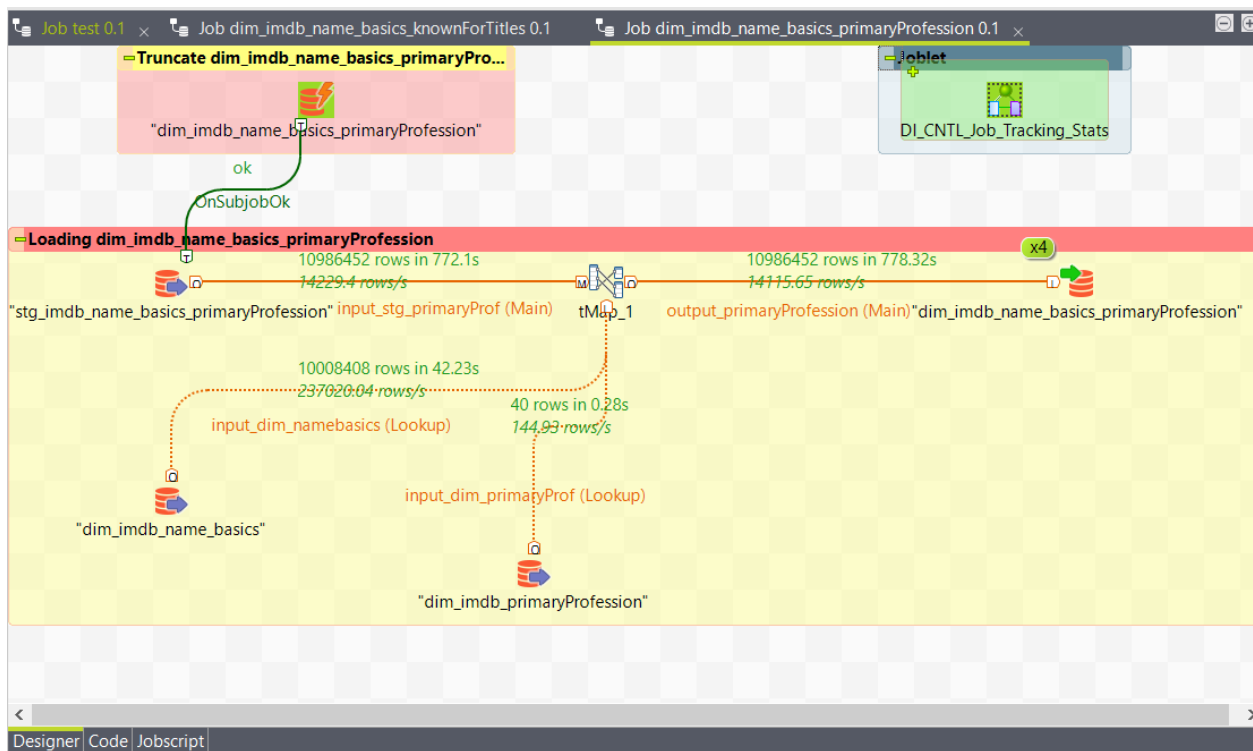 Job test 0.1
Job dim_imdb_name_basics_knownForTitles 0.1
Job dim_imdb_name_basics_primaryProfession 0.1
Truncate dim_imdb_name_basics_primaryPro...
Joblet
"dim_imdb_name_basics_primaryProfession"
DI_CNTL_Job_Tracking_Stats
T
ok
OnSubjobOk
Loading dim_imdb_name_basics_primaryProfession
T
10986452 rows in 772.1s
14229.4 rows/s
10986452 rows in 778.32s
14115.65 rows/s
x4
O
M
O
I
"stg_imdb_name_basics_primaryProfession"
input_stg_primaryProf (Main)
tMap_1
output_primaryProfession (Main)
"dim_imdb_name_basics_primaryProfession"
L
10008408 rows in 42.23s
237020.04 rows/s
40 rows in 0.28s
144.93 rows/s
input_dim_namebasics (Lookup)
O
input_dim_primaryProf (Lookup)
"dim_imdb_name_basics"
O
"dim_imdb_primaryProfession"
Designer
Code
Jobscript